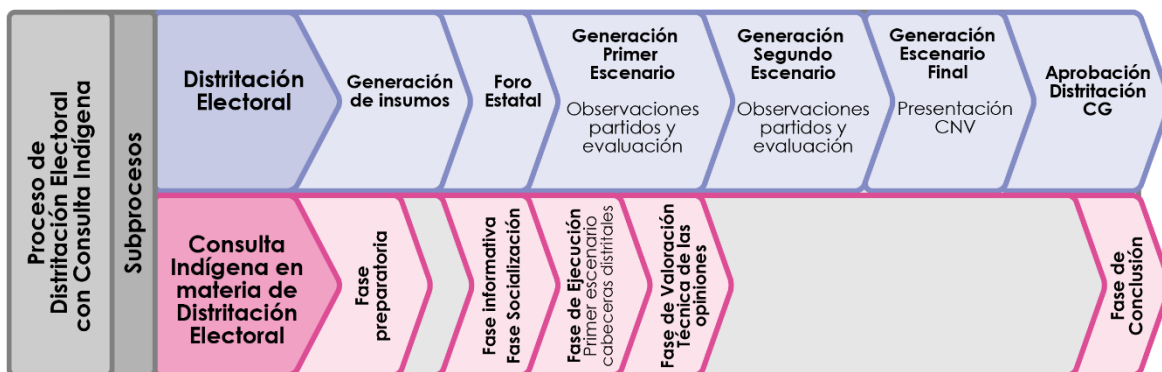 Proceso de
Distritación Electoral
con Consulta Indígena
Subprocesos
Distritación
Electoral
Generación
de insumos
Foro
Estatal
Generación
Primer
Escenario
Observaciones
partidos y
evaluación
Generación
Segundo
Escenario
Observaciones
partidos y
evaluación
Generación
Escenario
Final
Presentación
CNV
Aprobación
Distritación
CG
Consulta
Indígena en
materia de
Distritación
Electoral
Fase
preparatoria
Fase informativa
Fase Socialización
Fase de Ejecución
Primer escenario
cabeceras distritales
Fase de Valoración
Técnica de las
opiniones
Fase de
Conclusión